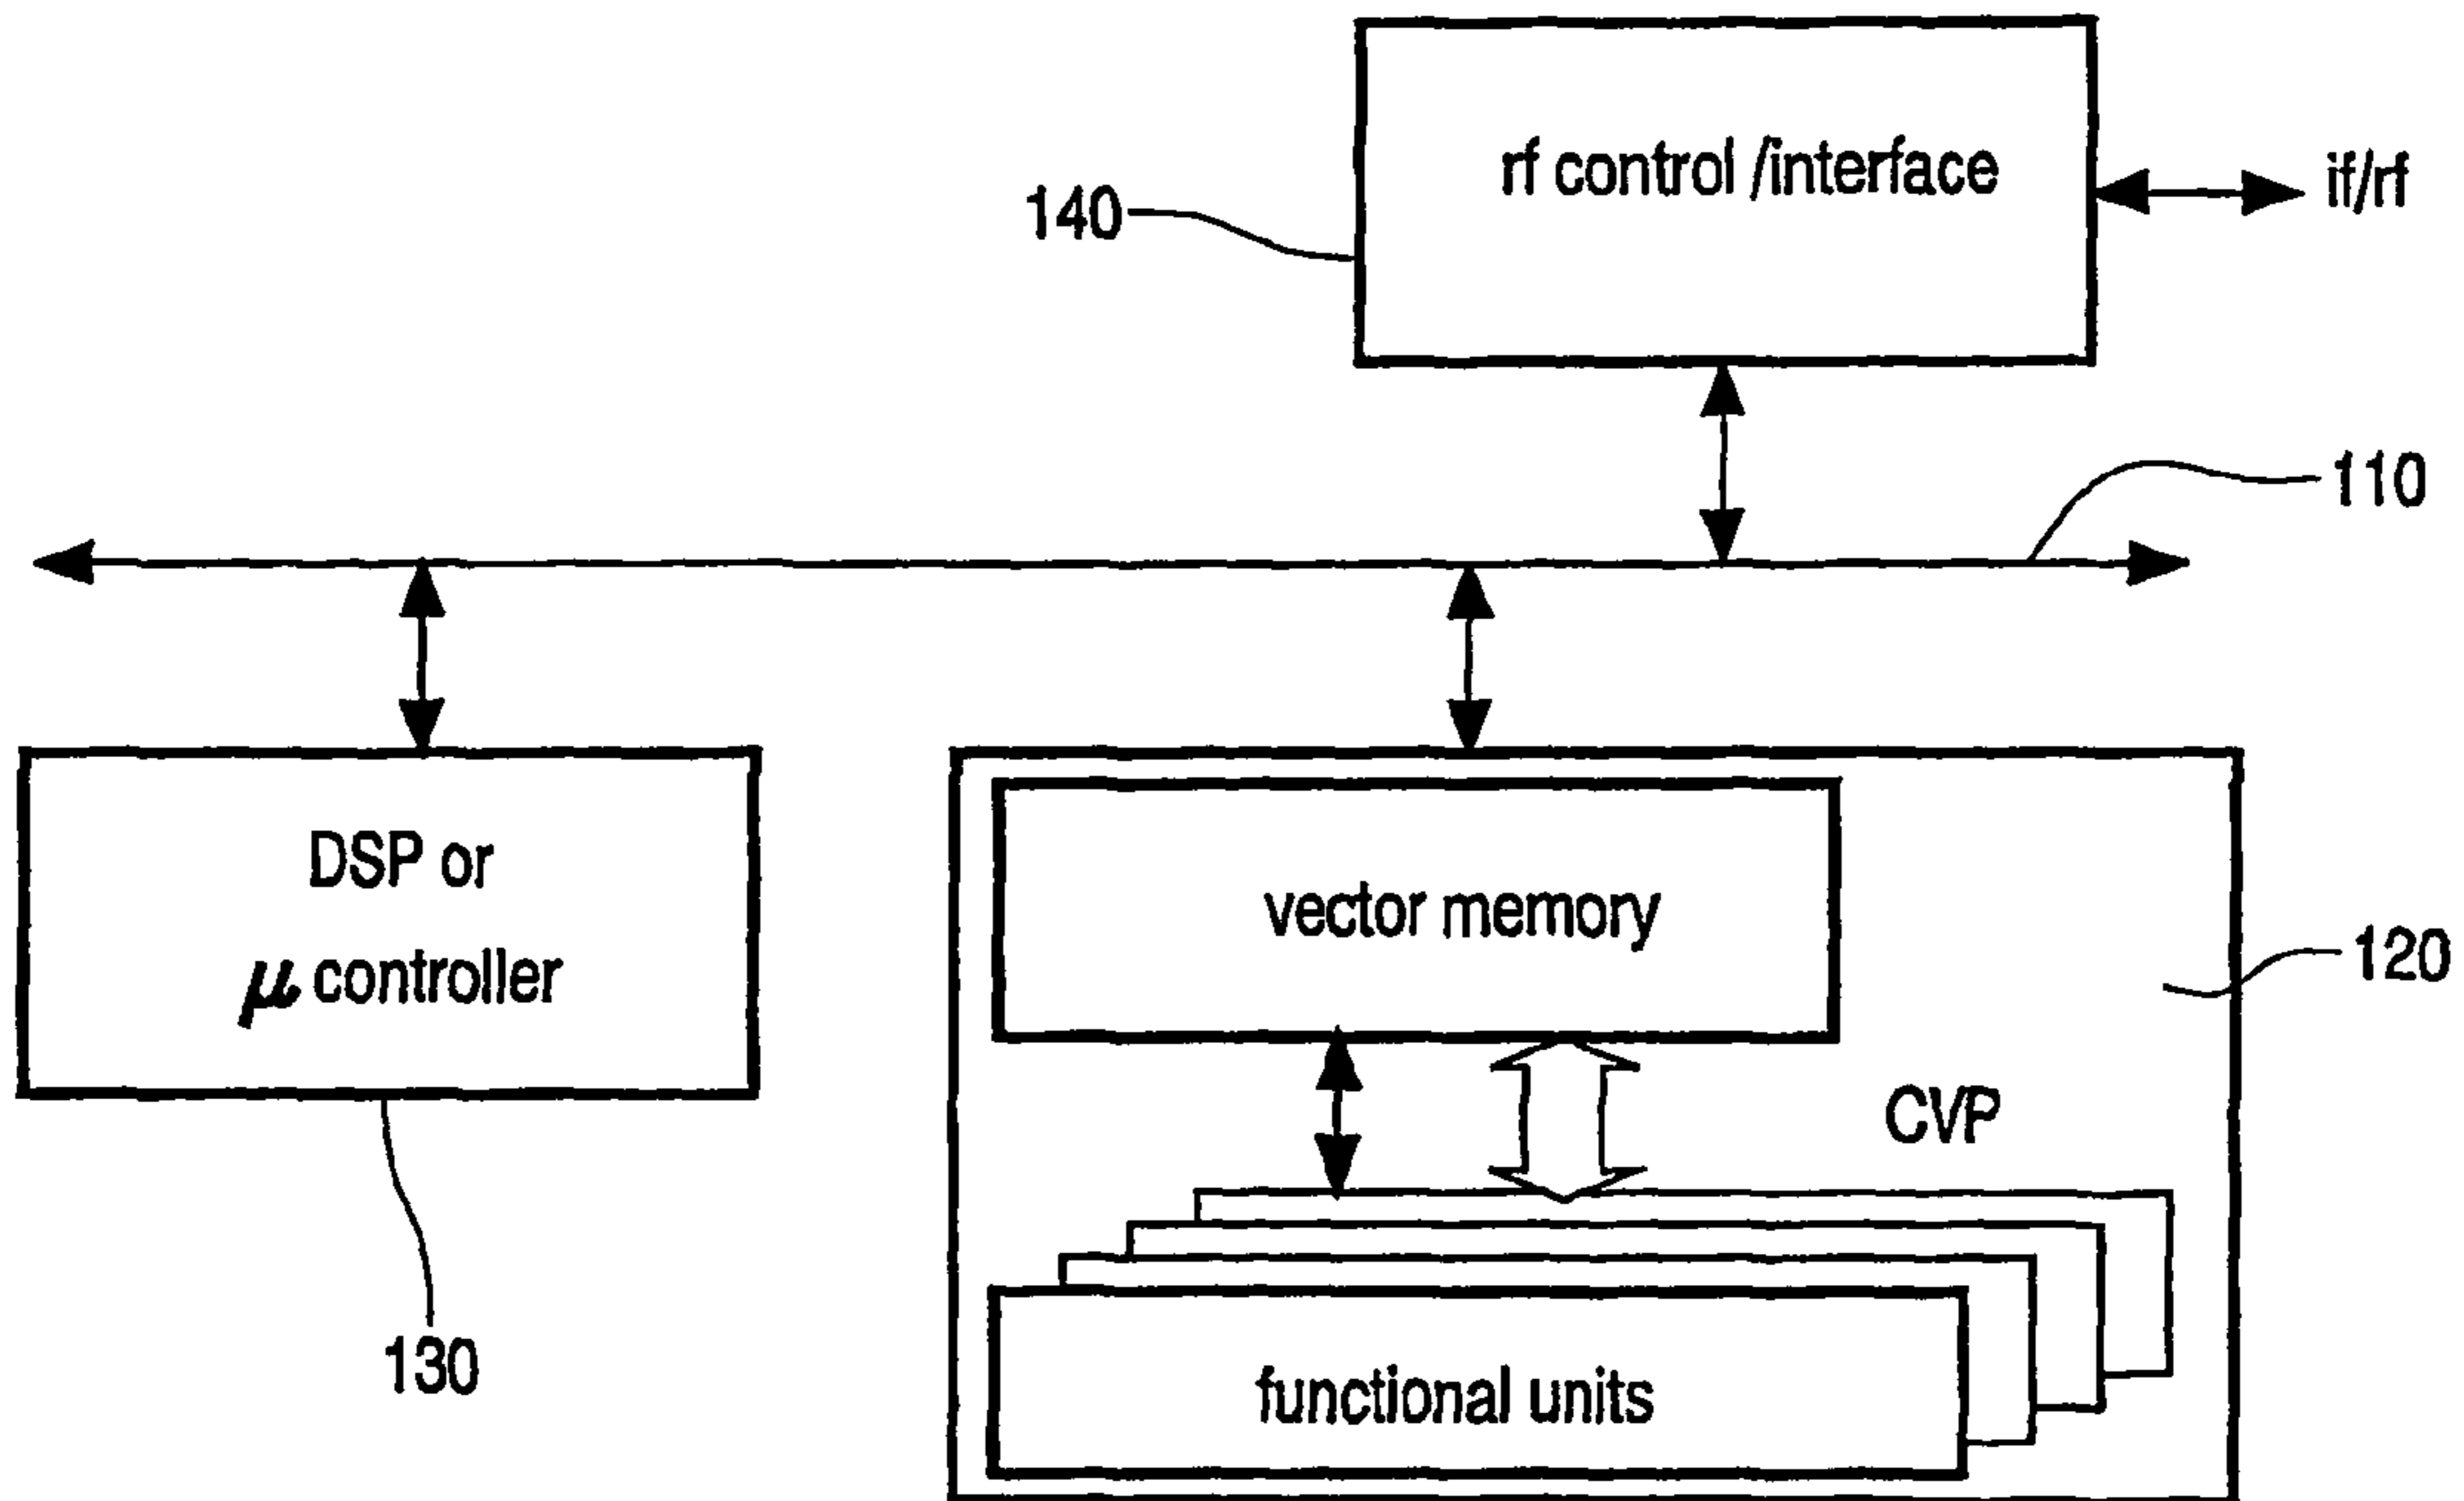 rf control /interface
if/rf
140
110
DSP or
μ controller
vector memory
120
CVP
130
functional units